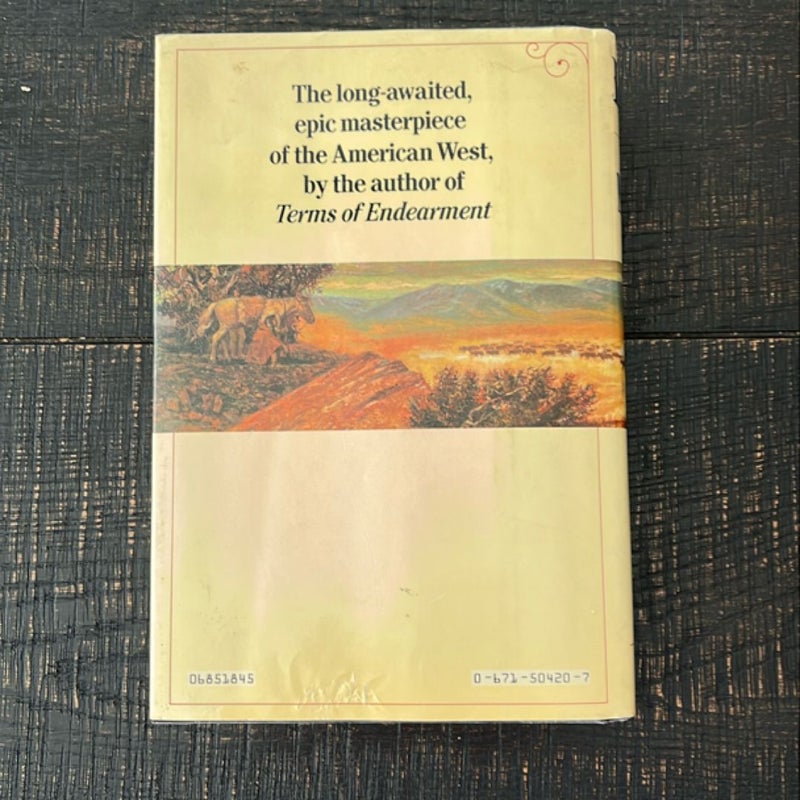 The long-awaited,
epic masterpiece
of the American West,
by the author of
Terms of Endearment
06851845
0-671-50420-7